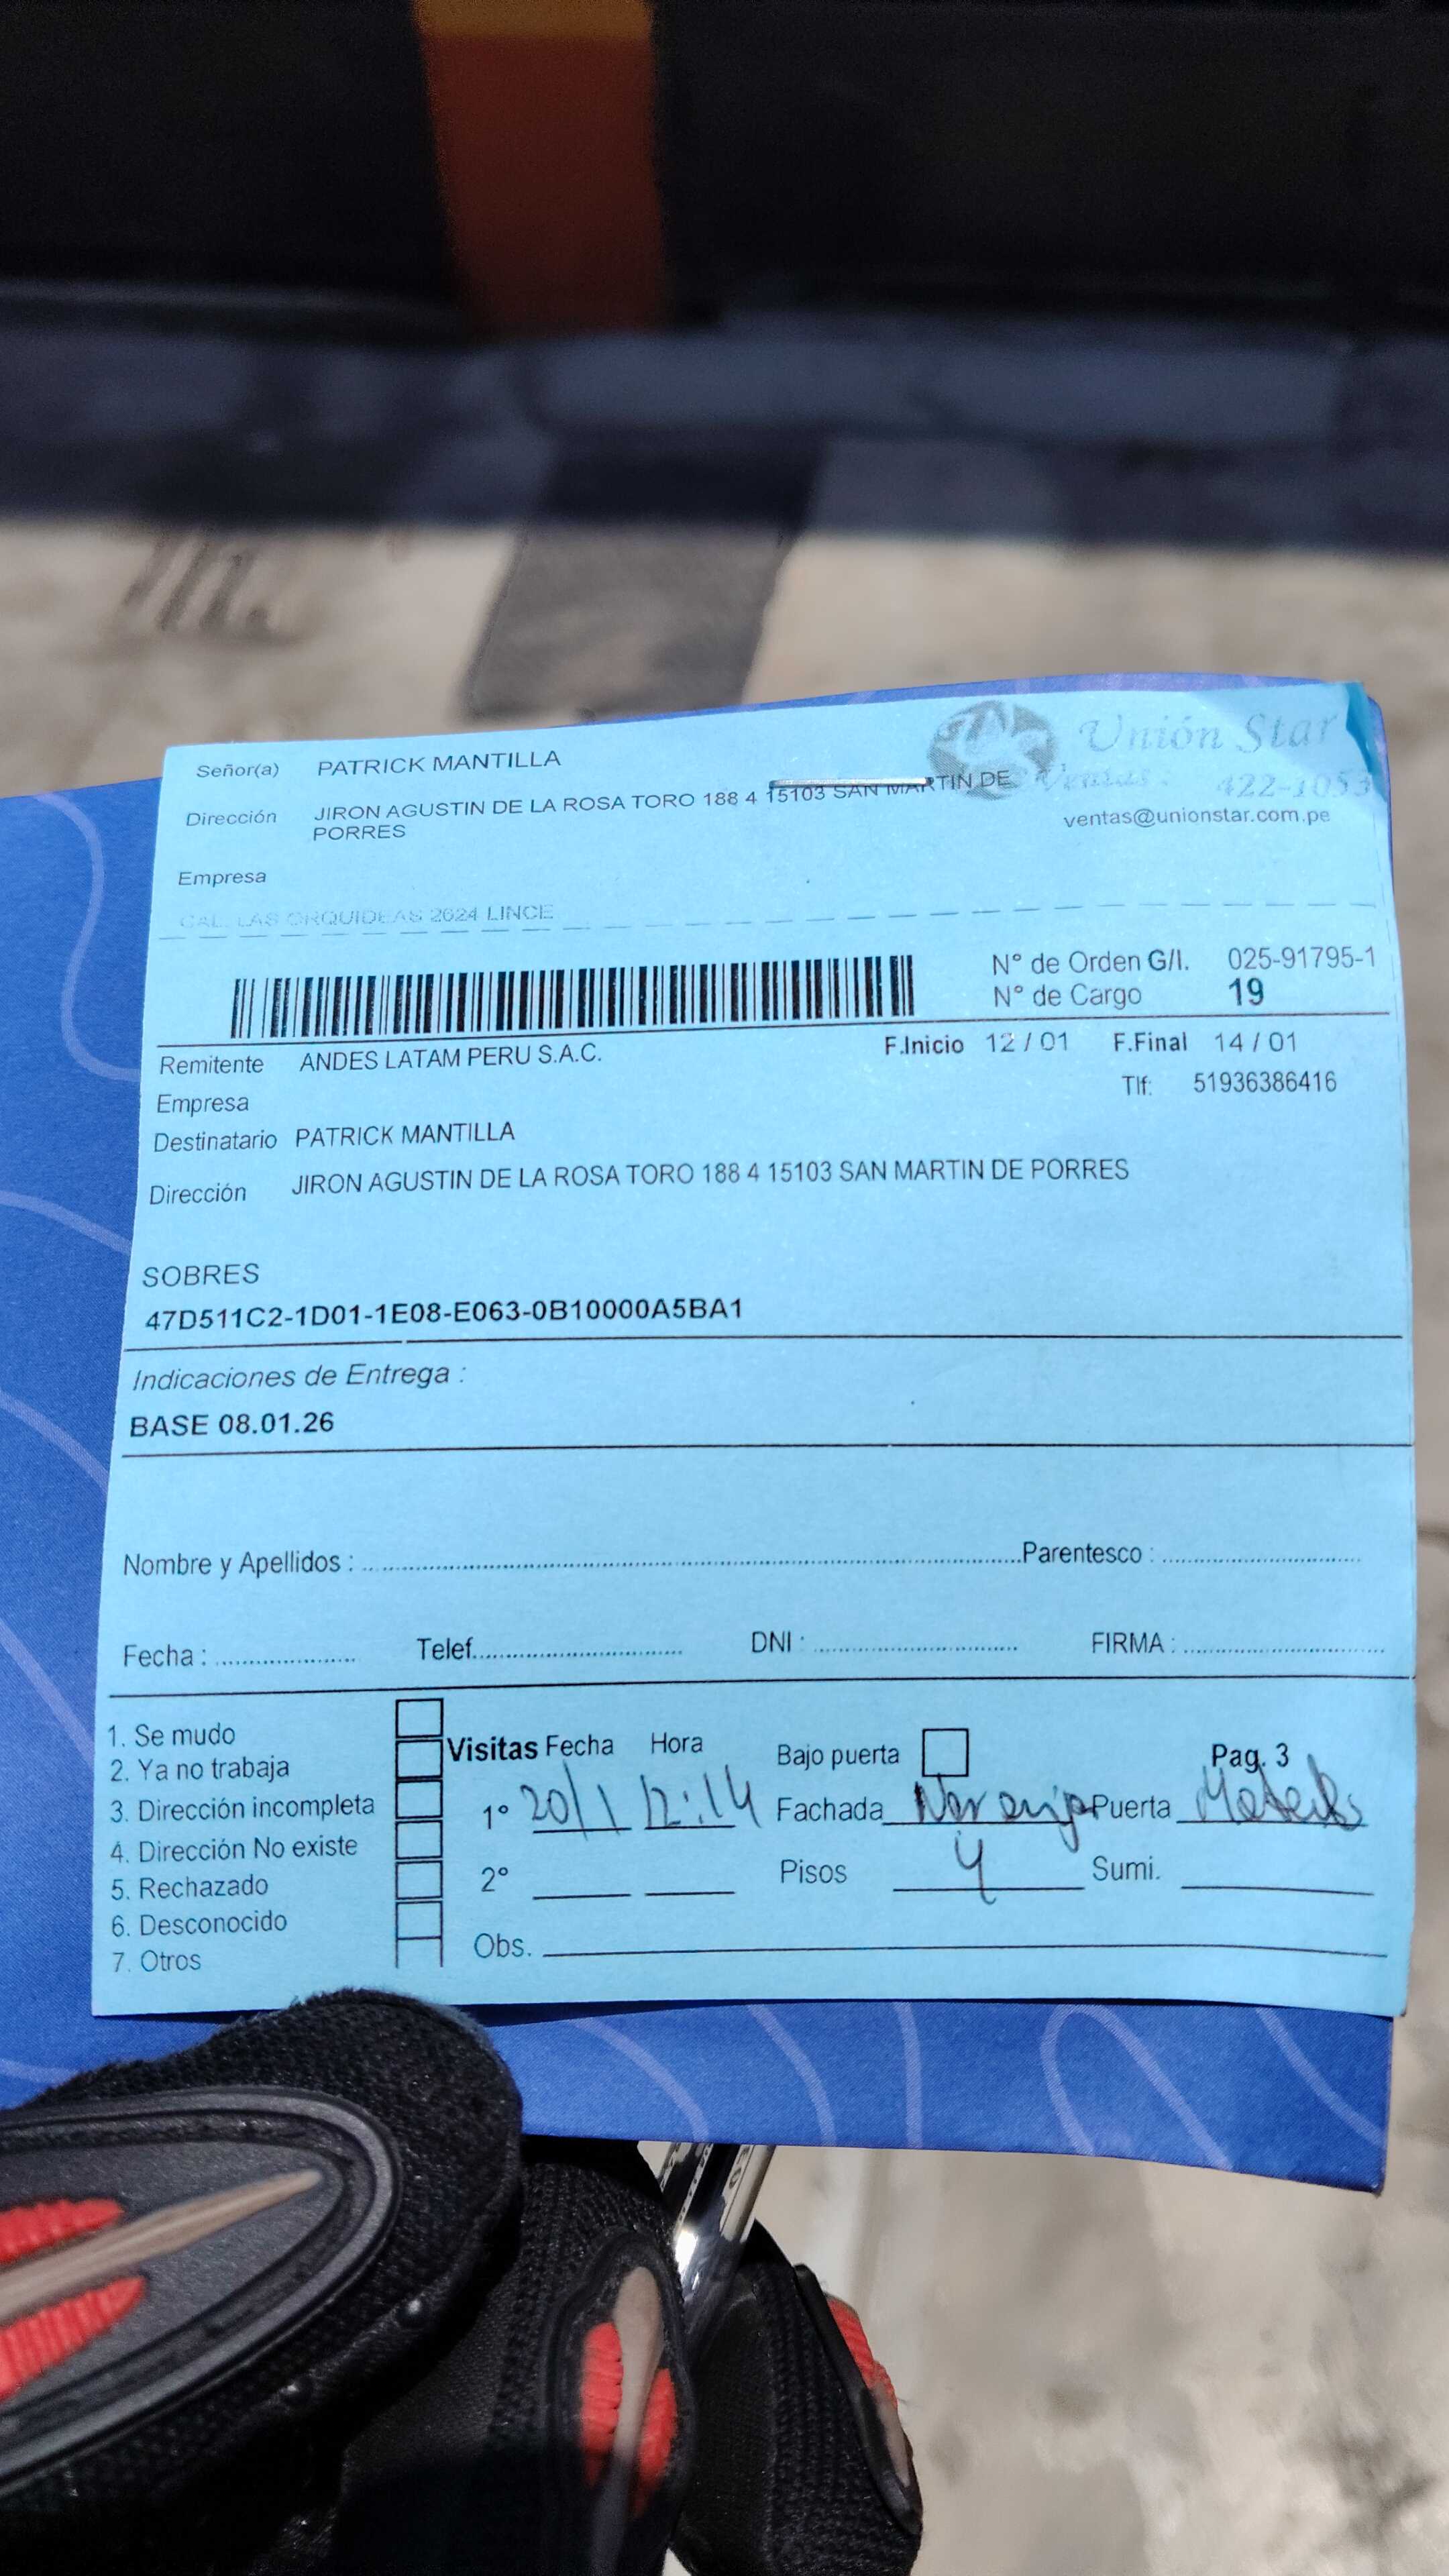 Señor(a) PATRICK MANTILLA
Unión Star
Dirección JIRON AGUSTIN DE LA ROSA TORO 188 4 15103 SAN MARTIN DE
PORRES
Ventas: 422-1053
ventas@unionstar.com.pe
Empresa
CAL. LAS ORQUIDEAS 2624 LINCE
Nº de Orden G/I. 025-91795-1
Nº de Cargo 19
Remitente ANDES LATAM PERU S.A.C. F.Inicio 12 / 01 F.Final 14 / 01
Empresa Tlf: 51936386416
Destinatario PATRICK MANTILLA
Dirección JIRON AGUSTIN DE LA ROSA TORO 188 4 15103 SAN MARTIN DE PORRES
SOBRES
47D511C2-1D01-1E08-E063-0B10000A5BA1
Indicaciones de Entrega :
BASE 08.01.26
Nombre y Apellidos : Parentesco :
Fecha : Telef. DNI : FIRMA :
1. Se mudo
2. Ya no trabaja
3. Dirección incompleta
4. Dirección No existe
5. Rechazado
6. Desconocido
7. Otros
Visitas Fecha Hora Bajo puerta Pag. 3
1º 20/1 12:14 Fachada Naranja Puerta
2º Pisos 4 Sumi.
Obs.